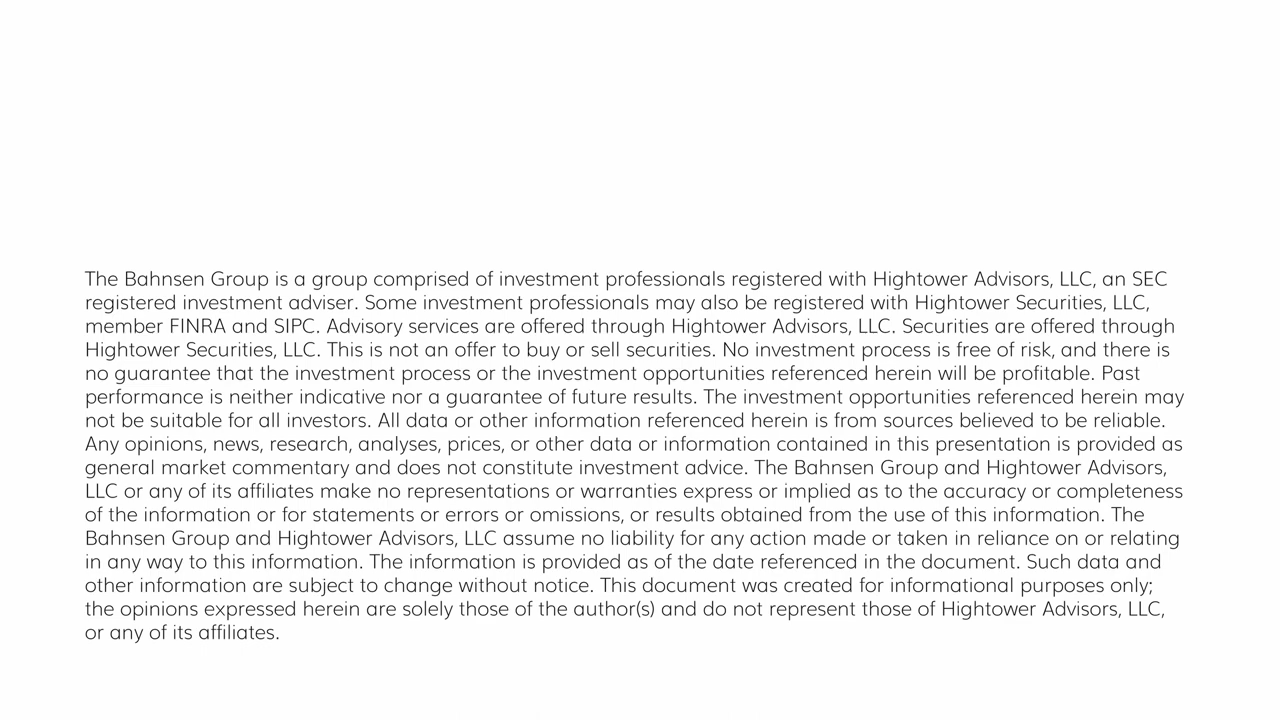 The Bahnsen Group is a group comprised of investment professionals registered with Hightower Advisors, LLC, an SEC
registered investment adviser. Some investment professionals may also be registered with Hightower Securities, LLC,
member FINRA and SIPC. Advisory services are offered through Hightower Advisors, LLC. Securities are offered through
Hightower Securities, LLC. This is not an offer to buy or sell securities. No investment process is free of risk, and there is
no guarantee that the investment process or the investment opportunities referenced herein will be profitable. Past
performance is neither indicative nor a guarantee of future results. The investment opportunities referenced herein may
not be suitable for all investors. All data or other information referenced herein is from sources believed to be reliable.
Any opinions, news, research, analyses, prices, or other data or information contained in this presentation is provided as
general market commentary and does not constitute investment advice. The Bahnsen Group and Hightower Advisors,
LLC or any of its affiliates make no representations or warranties express or implied as to the accuracy or completeness
of the information or for statements or errors or omissions, or results obtained from the use of this information. The
Bahnsen Group and Hightower Advisors, LLC assume no liability for any action made or taken in reliance on or relating
in any way to this information. The information is provided as of the date referenced in the document. Such data and
other information are subject to change without notice. This document was created for informational purposes only;
the opinions expressed herein are solely those of the author(s) and do not represent those of Hightower Advisors, LLC,
or any of its affiliates.